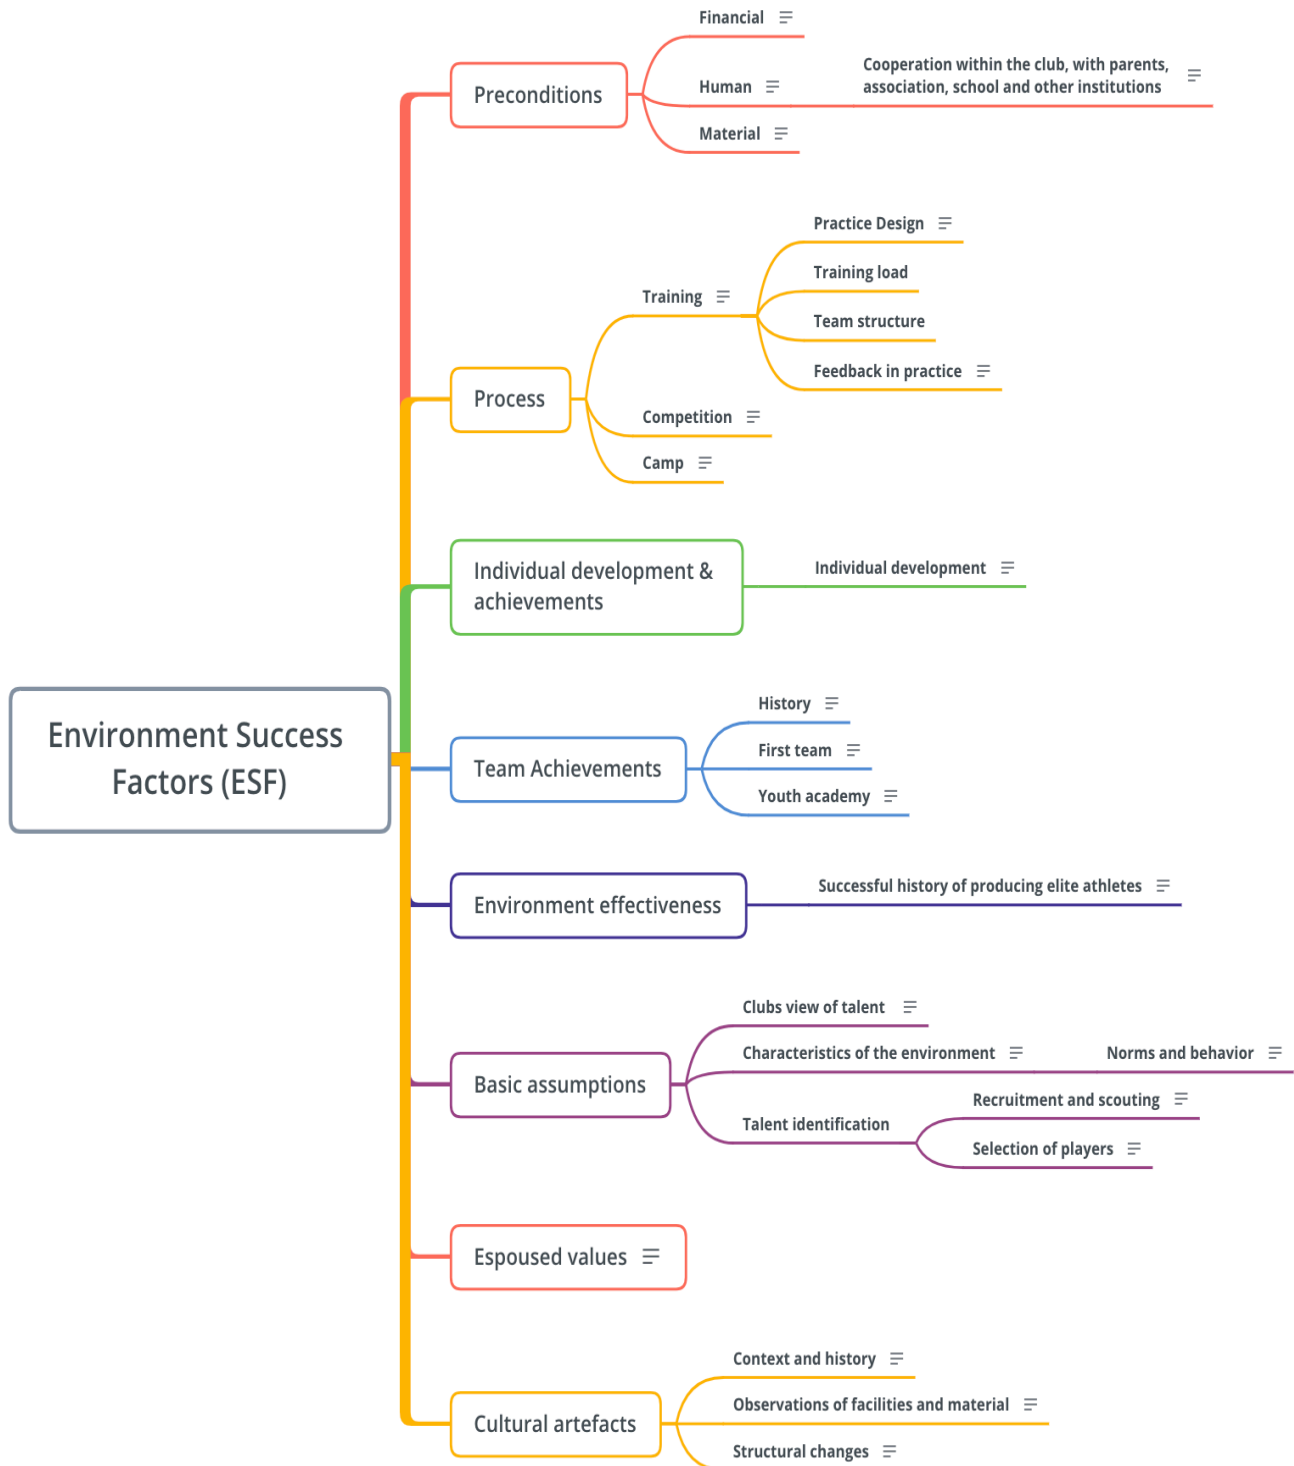 Financial
Cooperation within the club, with parents,
association, school and other institutions
Preconditions
Human
Material
Practice Design
Training load
Training
Team structure
Feedback in practice
Process
Competition
Camp
Individual development &
achievements
Individual development
Environment Success
Factors (ESF)
History
First team
Team Achievements
Youth academy
Environment effectiveness
Successful history of producing elite athletes
Clubs view of talent
Characteristics of the environment
Norms and behavior
Basic assumptions
Recruitment and scouting
Talent identification
Selection of players
Espoused values
Context and history
Observations of facilities and material
Cultural artefacts
Structural changes